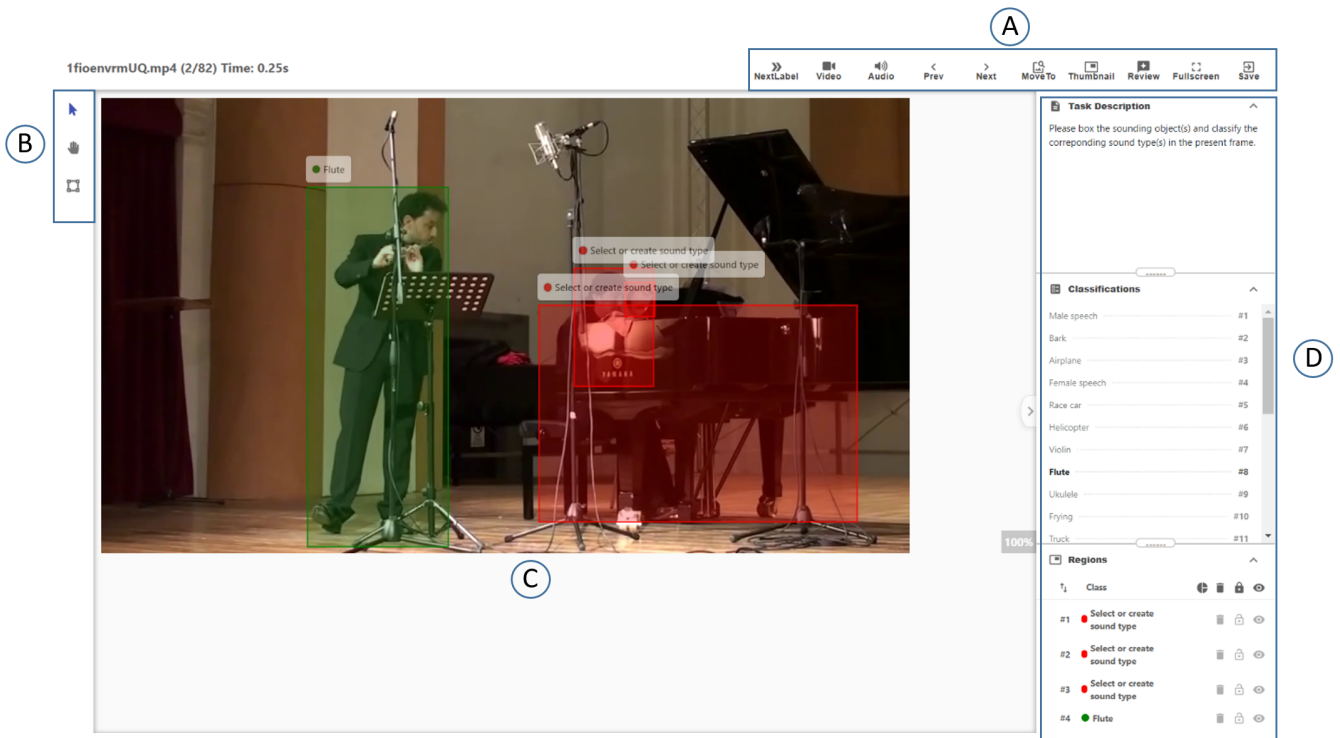 A
1fioenvrmUQ.mp4 (2/82) Time: 0.25s
NextLabel Video Audio Prev Next MoveTo Thumbnail Review Fullscreen Save
B
Task Description
Please box the sounding object(s) and classify the
correponding sound type(s) in the present frame.
Flute
Select or create sound type
Select or create sound type
Select or create sound type
YAMAHA
Classifications
Male speech #1
Bark #2
Airplane #3
Female speech #4
Race car #5
Helicopter #6
Violin #7
Flute #8
Ukulele #9
Frying #10
Truck #11
D
100%
C
Regions
Class
#1 Select or create
sound type
#2 Select or create
sound type
#3 Select or create
sound type
#4 Flute